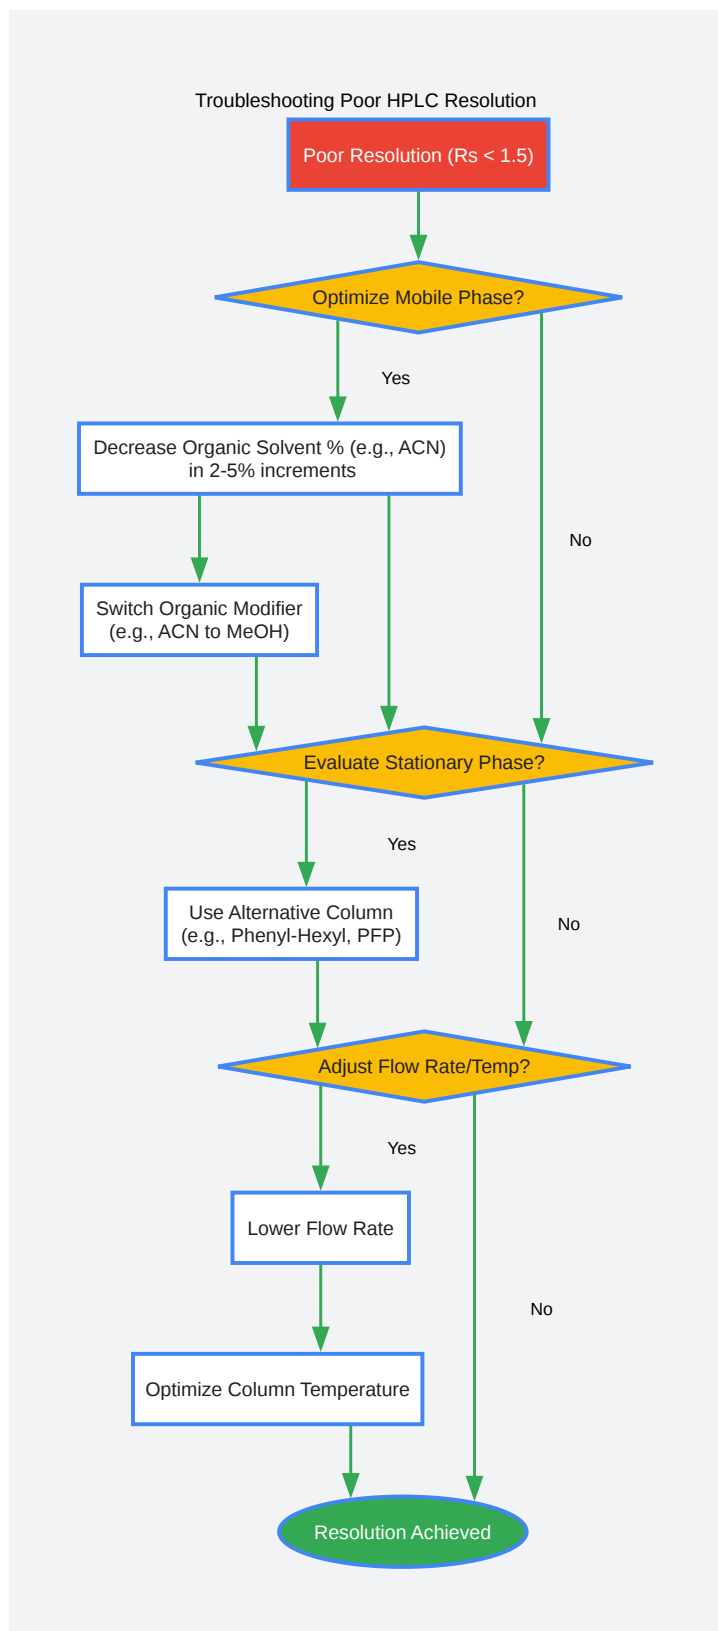 Troubleshooting Poor HPLC Resolution
Poor Resolution (Rs < 1.5)
Optimize Mobile Phase?
Yes
Decrease Organic Solvent % (e.g., ACN)
in 2-5% increments
No
Switch Organic Modifier
(e.g., ACN to MeOH)
Evaluate Stationary Phase?
Yes
Use Alternative Column
(e.g., Phenyl-Hexyl, PFP)
No
Adjust Flow Rate/Temp?
Yes
Lower Flow Rate
No
Optimize Column Temperature
Resolution Achieved